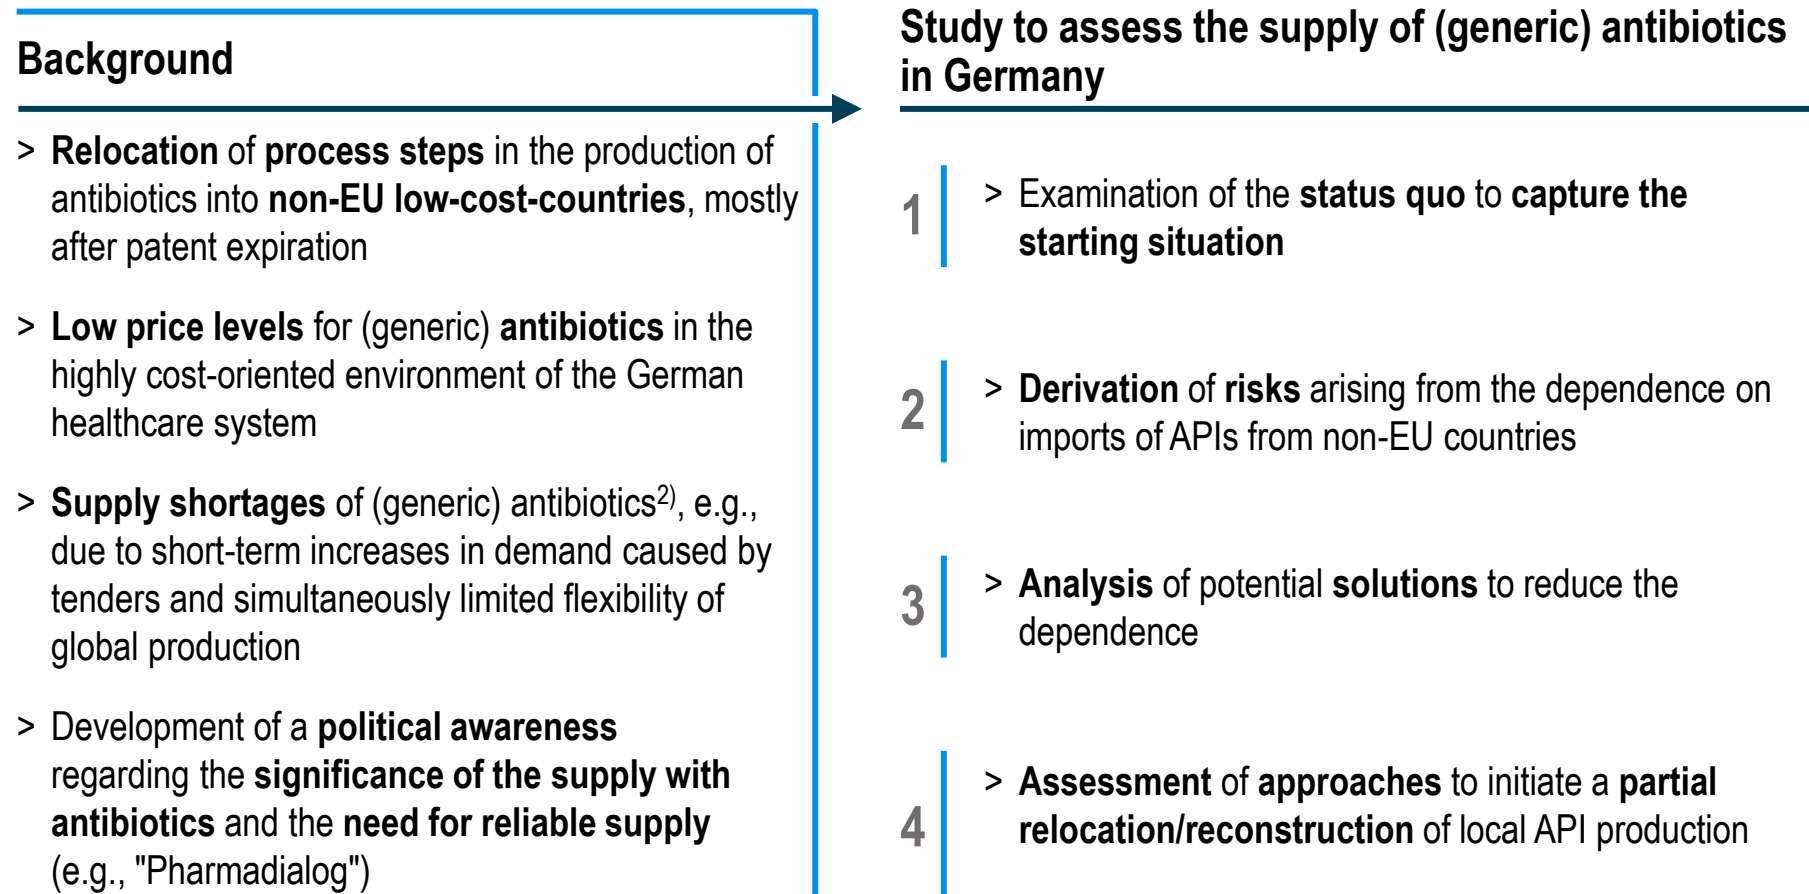 Background
> Relocation of process steps in the production of
antibiotics into non-EU low-cost-countries, mostly
after patent expiration
> Low price levels for (generic) antibiotics in the
highly cost-oriented environment of the German
healthcare system
> Supply shortages of (generic) antibiotics2), e.g.,
due to short-term increases in demand caused by
tenders and simultaneously limited flexibility of
global production
> Development of a political awareness
regarding the significance of the supply with
antibiotics and the need for reliable supply
(e.g., "Pharmadialog")
Study to assess the supply of (generic) antibiotics
in Germany
1
> Examination of the status quo to capture the
starting situation
2
> Derivation of risks arising from the dependence on
imports of APIs from non-EU countries
3
> Analysis of potential solutions to reduce the
dependence
4
> Assessment of approaches to initiate a partial
relocation/reconstruction of local API production